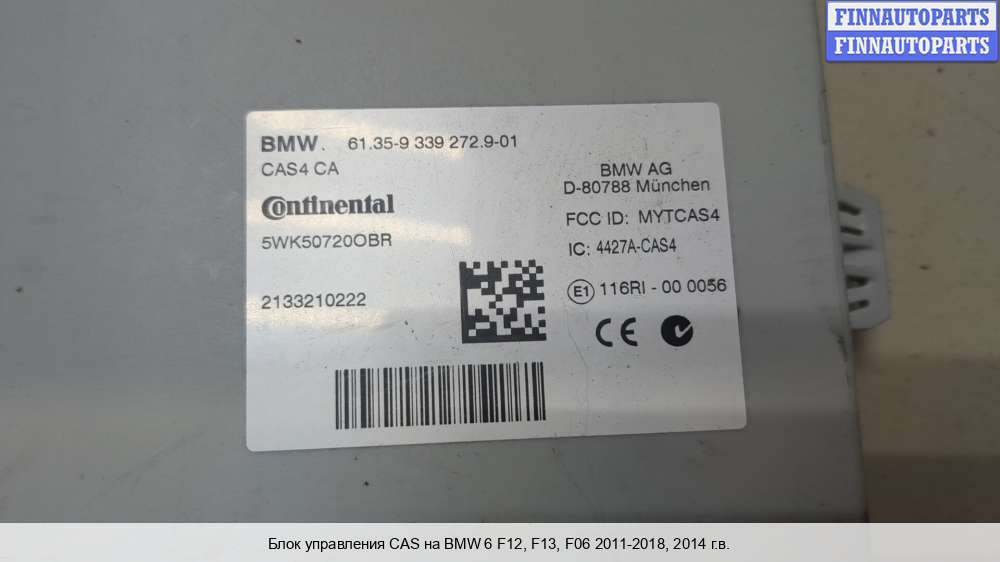 FINNAUTOPARTS
FINNAUTOPARTS
BMW. 61.35-9 339 272.9-01
CAS4 CA
Continental
5WK50720OBR
2133210222
BMW AG
D-80788 München
FCC ID: MYTCAS4
IC: 4427A-CAS4
E1 116RI - 00 0056
CE
Блок управления CAS на BMW 6 F12, F13, F06 2011-2018, 2014 г.в.